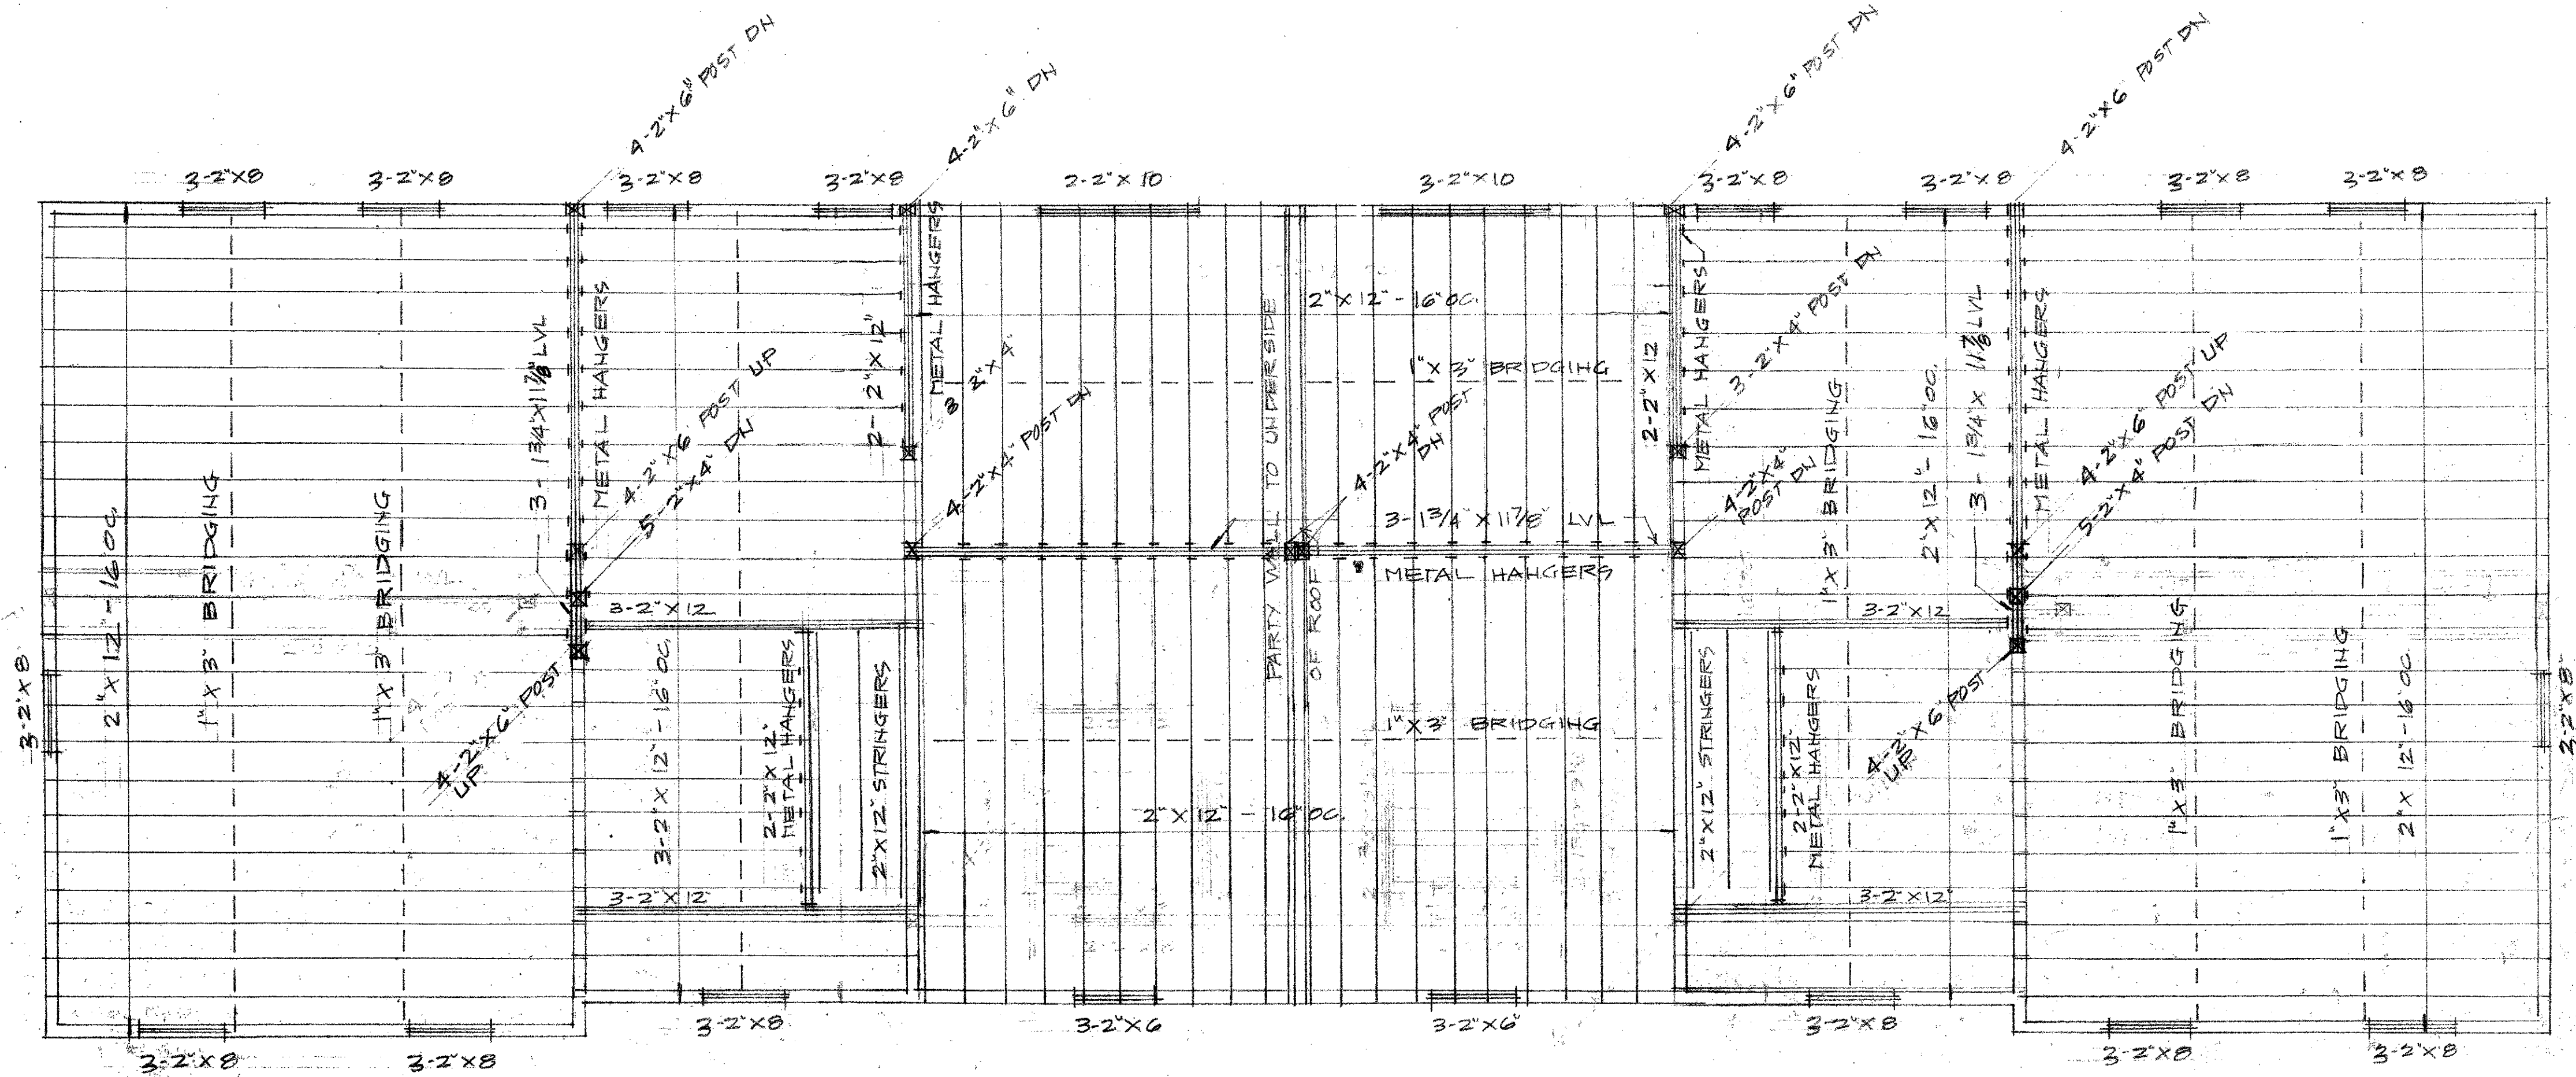 4-2"X6" POST DN
4-2"X6" DN
4-2"X6" POST DN
4-2"X6" POST DN
3-2"X8
3-2"X8
3-2"X8
3-2"X8
2-2"X10
3-2"X10
3-2"X8
3-2"X8
3-2"X8
3-2"X8
2"X12"-16"OC.
1"X3" BRIDGING
1"X3" BRIDGING
3-1 3/4"X11 7/8" LVL
METAL HANGERS
4-2"X6" POST UP
5-2"X4" DN
2-2"X12"
METAL HANGERS
3-2"X4"
4-2"X4" POST DN
PARTY WALL TO UNDERSIDE
OF ROOF
2"X12"-16"OC.
1"X3" BRIDGING
4-2"X4" POST
DN
3-1 3/4"X11 7/8" LVL
METAL HANGERS
2-2"X12
METAL HANGERS
3-2"X4" POST DN
4-2"X4"
POST DN
1"X3" BRIDGING
2"X12"-16"OC.
3-1 3/4"X11 7/8 LVL
METAL HANGERS
4-2"X6" POST UP
5-2"X4" POST DN
3-2"X12
3-2"X12
3-2"X8
4-2"X6" POST
UP
3-2"X12"-16"OC.
2-2"X12"
METAL HANGERS
2"X12" STRINGERS
1"X3" BRIDGING
2"X12"-16"OC.
2"X12" STRINGERS
2-2"X12"
METAL HANGERS
4-2"X6" POST
UP
1"X3" BRIDGING
1"X3" BRIDGING
2"X12"-16"OC.
3-2"X8"
3-2"X12"
3-2"X12"
3-2"X8
3-2"X8
3-2"X8
3-2"X6
3-2"X6"
3-2"X8
3-2"X8
3-2"X8